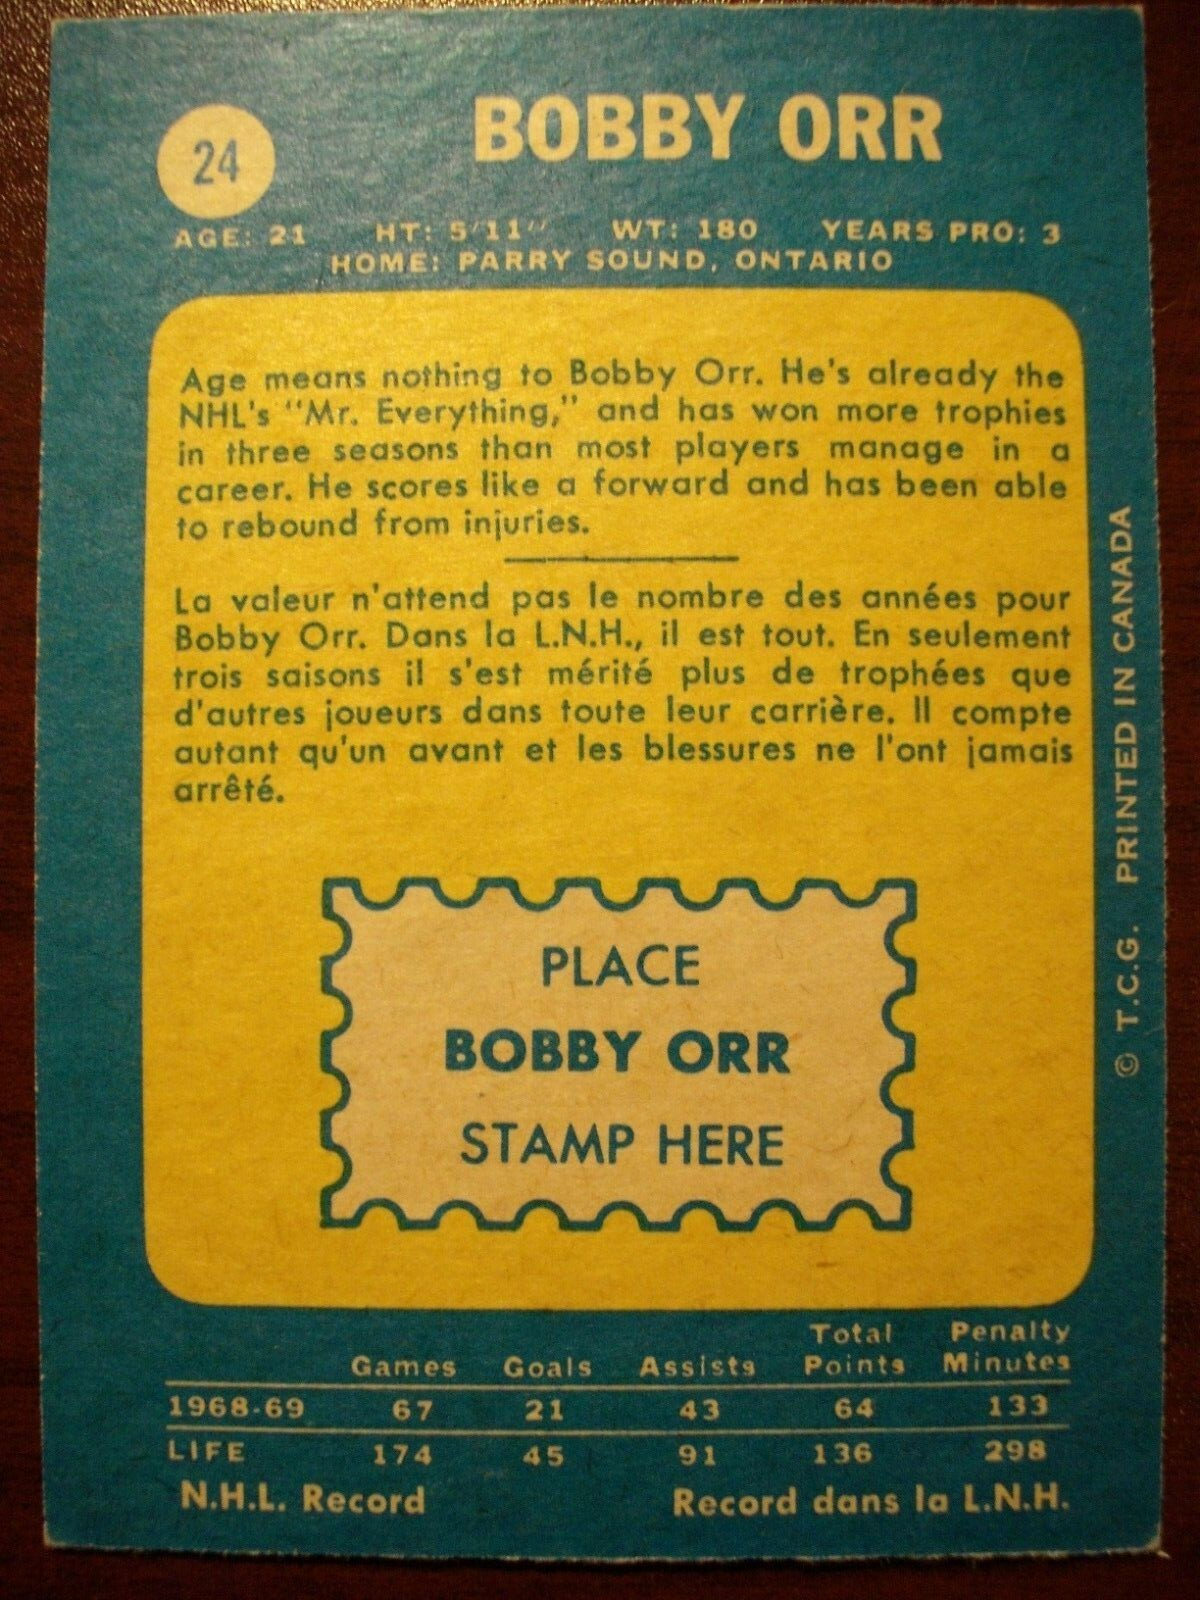 24
BOBBY ORR
AGE: 21 HT: 5'11" WT: 180 YEARS PRO: 3
HOME: PARRY SOUND, ONTARIO
Age means nothing to Bobby Orr. He's already the
NHL's "Mr. Everything," and has won more trophies
in three seasons than most players manage in a
career. He scores like a forward and has been able
to rebound from injuries.
La valeur n'attend pas le nombre des années pour
Bobby Orr. Dans la L.N.H., il est tout. En seulement
trois saisons il s'est mérité plus de trophées que
d'autres joueurs dans toute leur carrière. Il compte
autant qu'un avant et les blessures ne l'ont jamais
arrêté.
PLACE
BOBBY ORR
STAMP HERE
© T.C.G. PRINTED IN CANADA
Total Penalty
Games Goals Assists Points Minutes
1968-69 67 21 43 64 133
LIFE 174 45 91 136 298
N.H.L. Record Record dans la L.N.H.